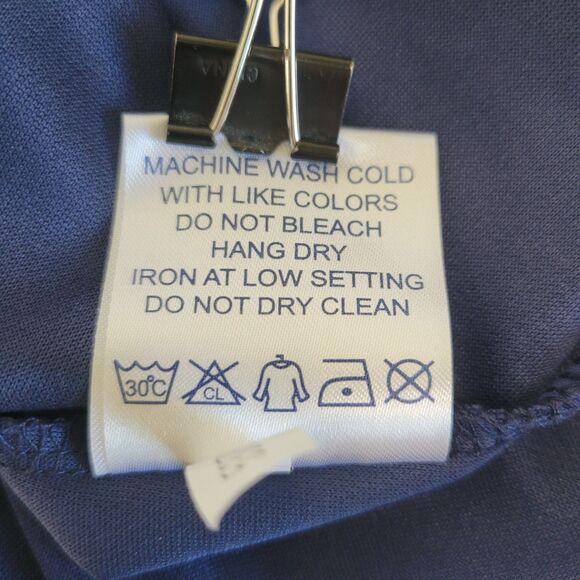 CHINA
MACHINE WASH COLD
WITH LIKE COLORS
DO NOT BLEACH
HANG DRY
IRON AT LOW SETTING
DO NOT DRY CLEAN
30°C CL